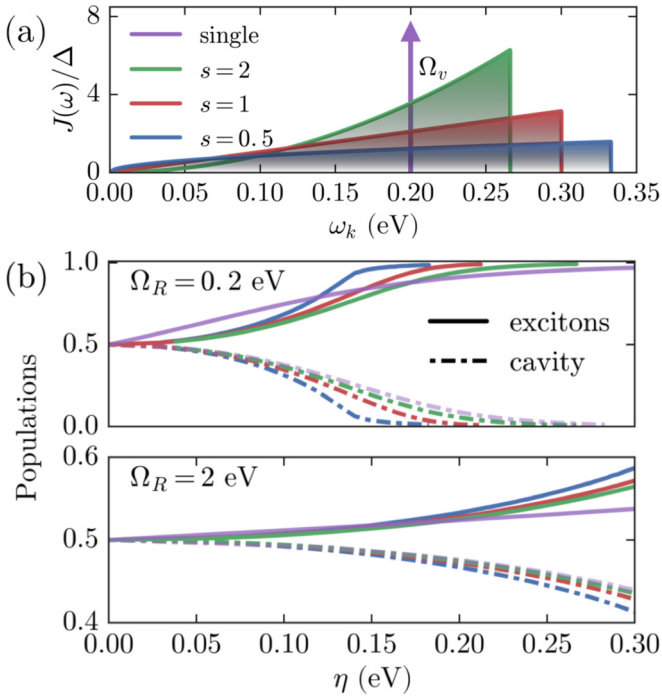 (a)
8
4
0
J(ω)/Δ
single
s = 2
s = 1
s = 0.5
Ω_v
0.00 0.05 0.10 0.15 0.20 0.25 0.30 0.35
ω_k (eV)
(b)
1.0
0.5
0.0
Ω_R = 0.2 eV
excitons
cavity
Populations
0.6
0.5
0.4
Ω_R = 2 eV
0.00 0.05 0.10 0.15 0.20 0.25 0.30
η (eV)